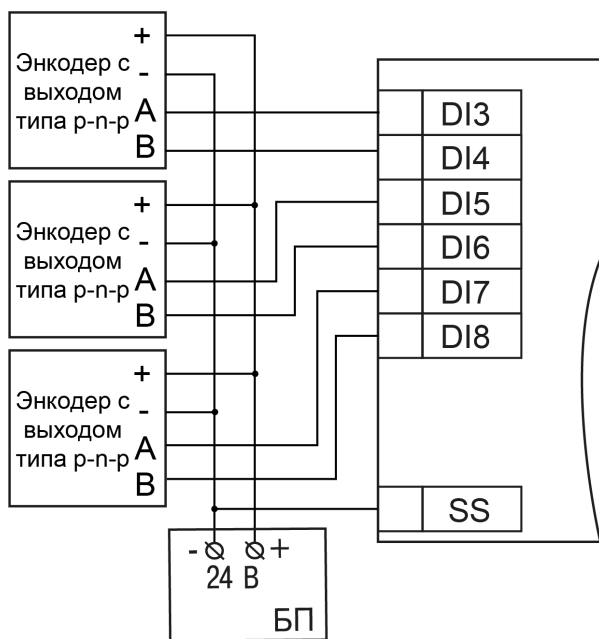 Энкодер с
выходом
типа p-n-p
+
-
A
B
Энкодер с
выходом
типа p-n-p
+
-
A
B
Энкодер с
выходом
типа p-n-p
+
-
A
B
DI3
DI4
DI5
DI6
DI7
DI8
SS
- +
24 В
БП